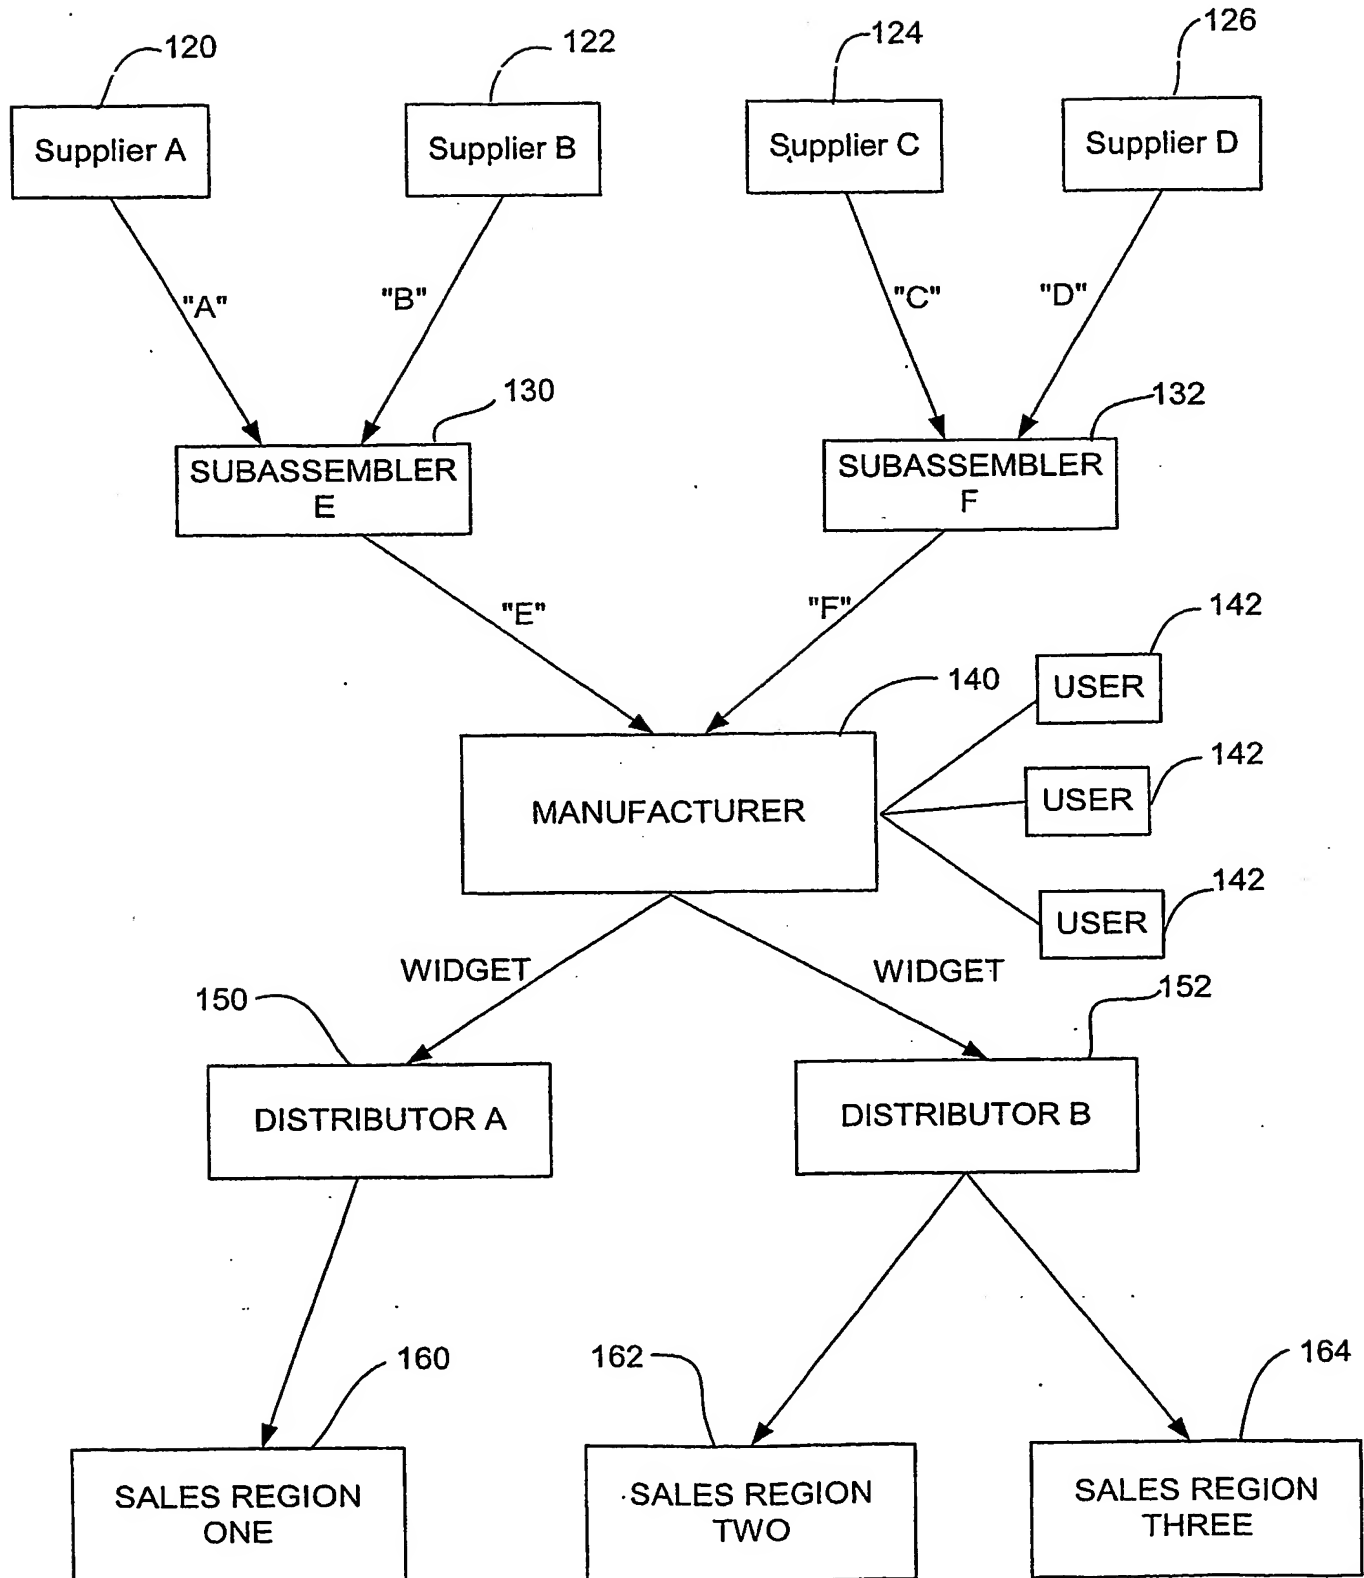 120
122
124
126
Supplier A
Supplier B
Supplier C
Supplier D
"A"
"B"
"C"
"D"
130
132
SUBASSEMBLER
E
SUBASSEMBLER
F
"E"
"F"
142
140
USER
142
MANUFACTURER
USER
142
USER
WIDGET
WIDGET
150
152
DISTRIBUTOR A
DISTRIBUTOR B
160
162
164
SALES REGION
ONE
SALES REGION
TWO
SALES REGION
THREE